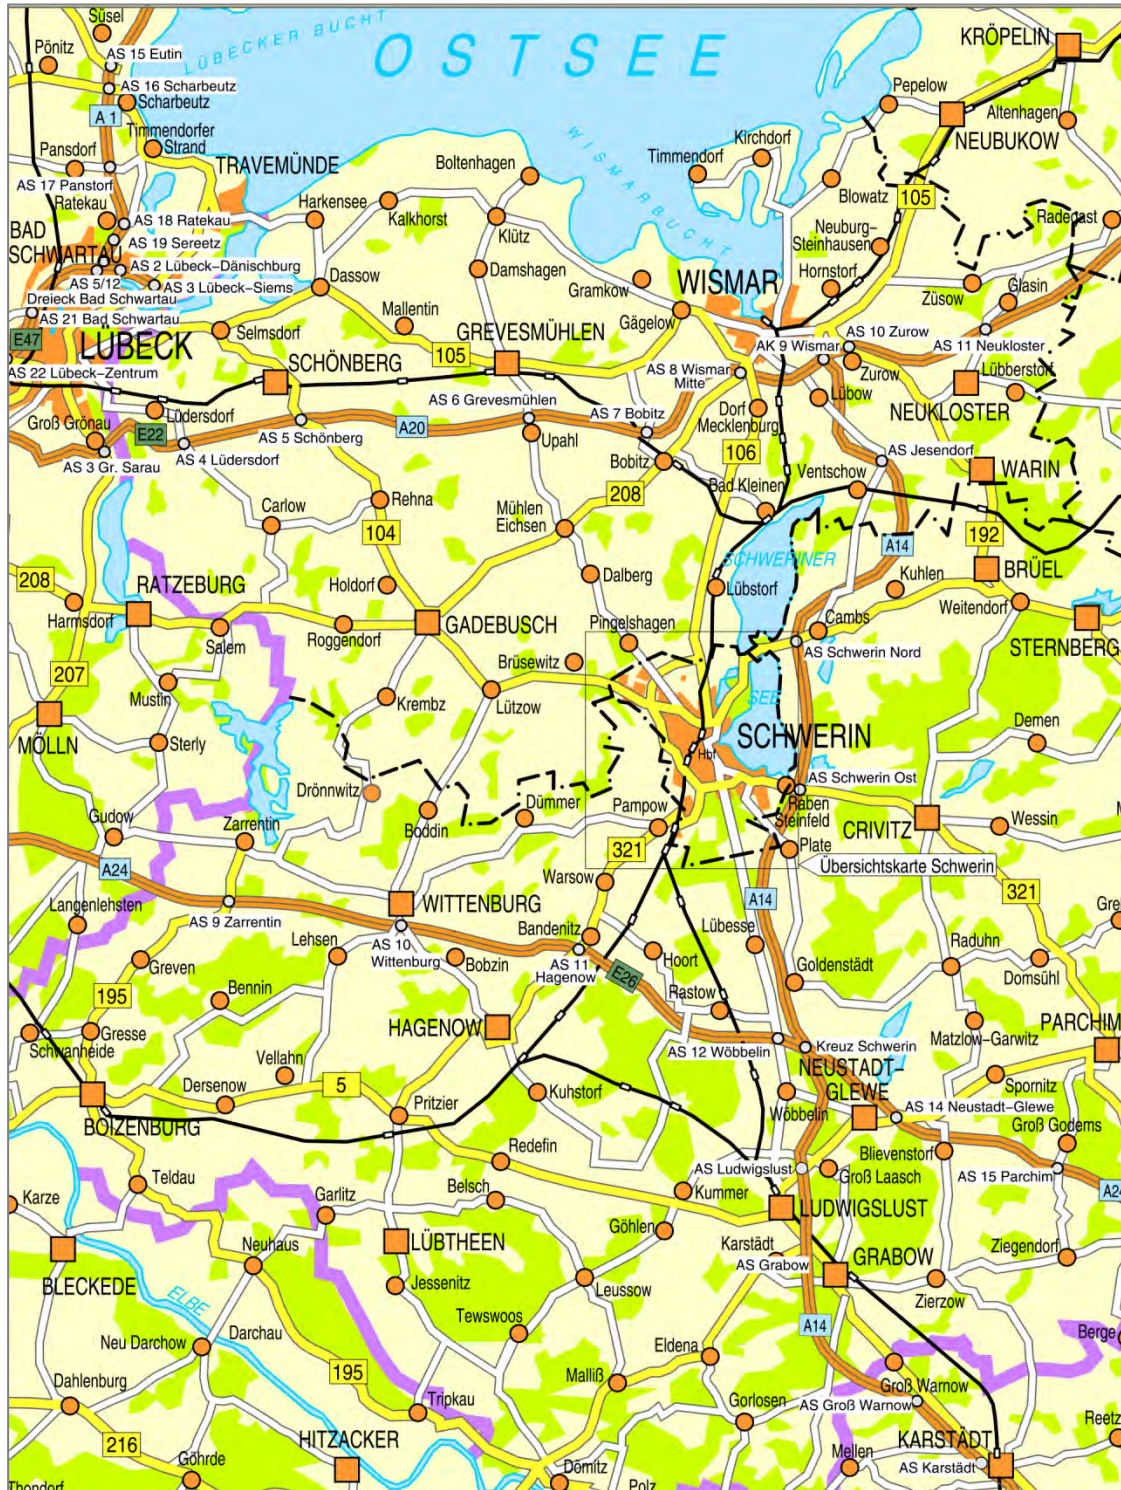 Süsel
Pönitz
AS 15 Eutin
LÜBECKER BUCHT
OSTSEE
KRÖPELIN
AS 16 Scharbeutz
Scharbeutz
A 1
Pepelow
Altenhagen
Timmendorfer
Strand
WISMARBUCHT
Kirchdorf
NEUBUKOW
Pansdorf
TRAVEMÜNDE
Boltenhagen
Timmendorf
AS 17 Panstorf
Blowatz
105
Ratekau
Harkensee
Kalkhorst
AS 18 Ratekau
Klütz
Neuburg-
Steinhausen
Radegast
BAD
SCHWARTAU
AS 19 Sereetz
AS 2 Lübeck-Dänischburg
Dassow
Damshagen
Gramkow
WISMAR
Hornstorf
AS 5/12
AS 3 Lübeck-Siems
Züsow
Glasin
Dreieck Bad Schwartau
AS 21 Bad Schwartau
Mallentin
Gägelow
E47
Selmsdorf
GREVESMÜHLEN
AS 10 Zurow
LÜBECK
SCHÖNBERG
105
AK 9 Wismar
AS 11 Neukloster
AS 22 Lübeck-Zentrum
AS 8 Wismar
Mitte
Zurow
Lübberstorf
Lüdersdorf
AS 6 Grevesmühlen
AS 7 Bobitz
Dorf
Mecklenburg
Lübow
NEUKLOSTER
Groß Grönau
E22
AS 5 Schönberg
A20
Upahl
106
AS 3 Gr. Sarau
AS 4 Lüdersdorf
Bobitz
AS Jesendorf
Ventschow
WARIN
Bad Kleinen
208
Carlow
Rehna
Mühlen
Eichsen
104
192
A14
SCHWERINER
208
RATZEBURG
Holdorf
Dalberg
Lübstorf
Kuhlen
BRÜEL
Harmsdorf
Weitendorf
Salem
Roggendorf
GADEBUSCH
Pingelshagen
Cambs
AS Schwerin Nord
STERNBERG
207
Brüsewitz
Mustin
Krembz
Lützow
SEE
MÖLLN
Sterly
SCHWERIN
Demen
Hbf
AS Schwerin Ost
Drönnwitz
Dümmer
Pampow
Raben
Steinfeld
Gudow
Zarrentin
Boddin
CRIVITZ
Wessin
321
Plate
A24
Übersichtskarte Schwerin
Warsow
321
Langenlehsten
AS 9 Zarrentin
WITTENBURG
A14
Bandenitz
Lübesse
Lehsen
AS 10
Wittenburg
Raduhn
Greven
Bobzin
AS 11
Hagenow
Hoort
E26
Goldenstädt
Domsühl
195
Bennin
Rastow
Gresse
HAGENOW
Schwanheide
AS 12 Wöbbelin
Kreuz Schwerin
Matzlow-Garwitz
PARCHIM
Vellahn
NEUSTADT-
GLEWE
5
Dersenow
Kuhstorf
Spornitz
Pritzier
Wöbbelin
BOIZENBURG
AS 14 Neustadt-Glewe
Groß Godems
Redefin
Blievenstorf
Teldau
AS Ludwigslust
Groß Laasch
AS 15 Parchim
Karze
Garlitz
Belsch
Kummer
A24
LUDWIGSLUST
Göhlen
LÜBTHEEN
Karstädt
GRABOW
Ziegendorf
Neuhaus
AS Grabow
BLECKEDE
Jessenitz
Leussow
Zierzow
ELBE
Tewswoos
A14
Neu Darchow
Darchau
Eldena
Berge
195
Malliß
Groß Warnow
Dahlenburg
Tripkau
Gorlosen
AS Groß Warnow
216
HITZACKER
KARSTÄDT
Göhrde
Dömitz
Mellen
AS Karstädt
Thondorf
Polz